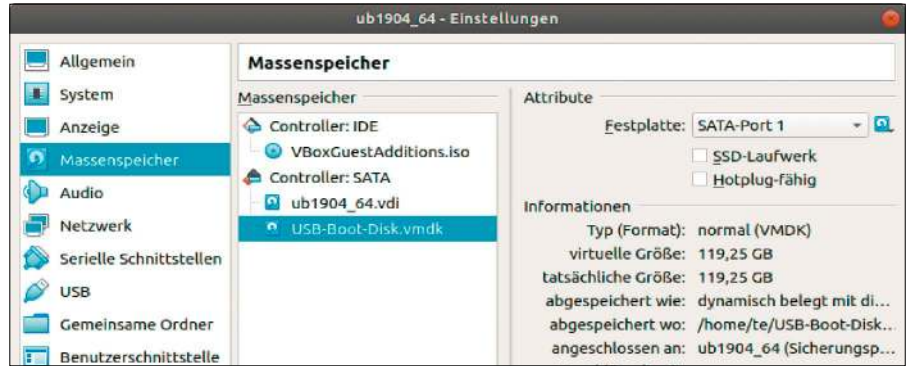 ub1904_64 - Einstellungen
Allgemein
System
Anzeige
Massenspeicher
Audio
Netzwerk
Serielle Schnittstellen
USB
Gemeinsame Ordner
Benutzerschnittstelle
Massenspeicher
Massenspeicher
Controller: IDE
VBoxGuestAdditions.iso
Controller: SATA
ub1904_64.vdi
USB-Boot-Disk.vmdk
Attribute
Festplatte: SATA-Port 1
SSD-Laufwerk
Hotplug-fähig
Informationen
Typ (Format): normal (VMDK)
virtuelle Größe: 119,25 GB
tatsächliche Größe: 119,25 GB
abgespeichert wie: dynamisch belegt mit di...
abgespeichert wo: /home/te/USB-Boot-Disk...
angeschlossen an: ub1904_64 (Sicherungsp...